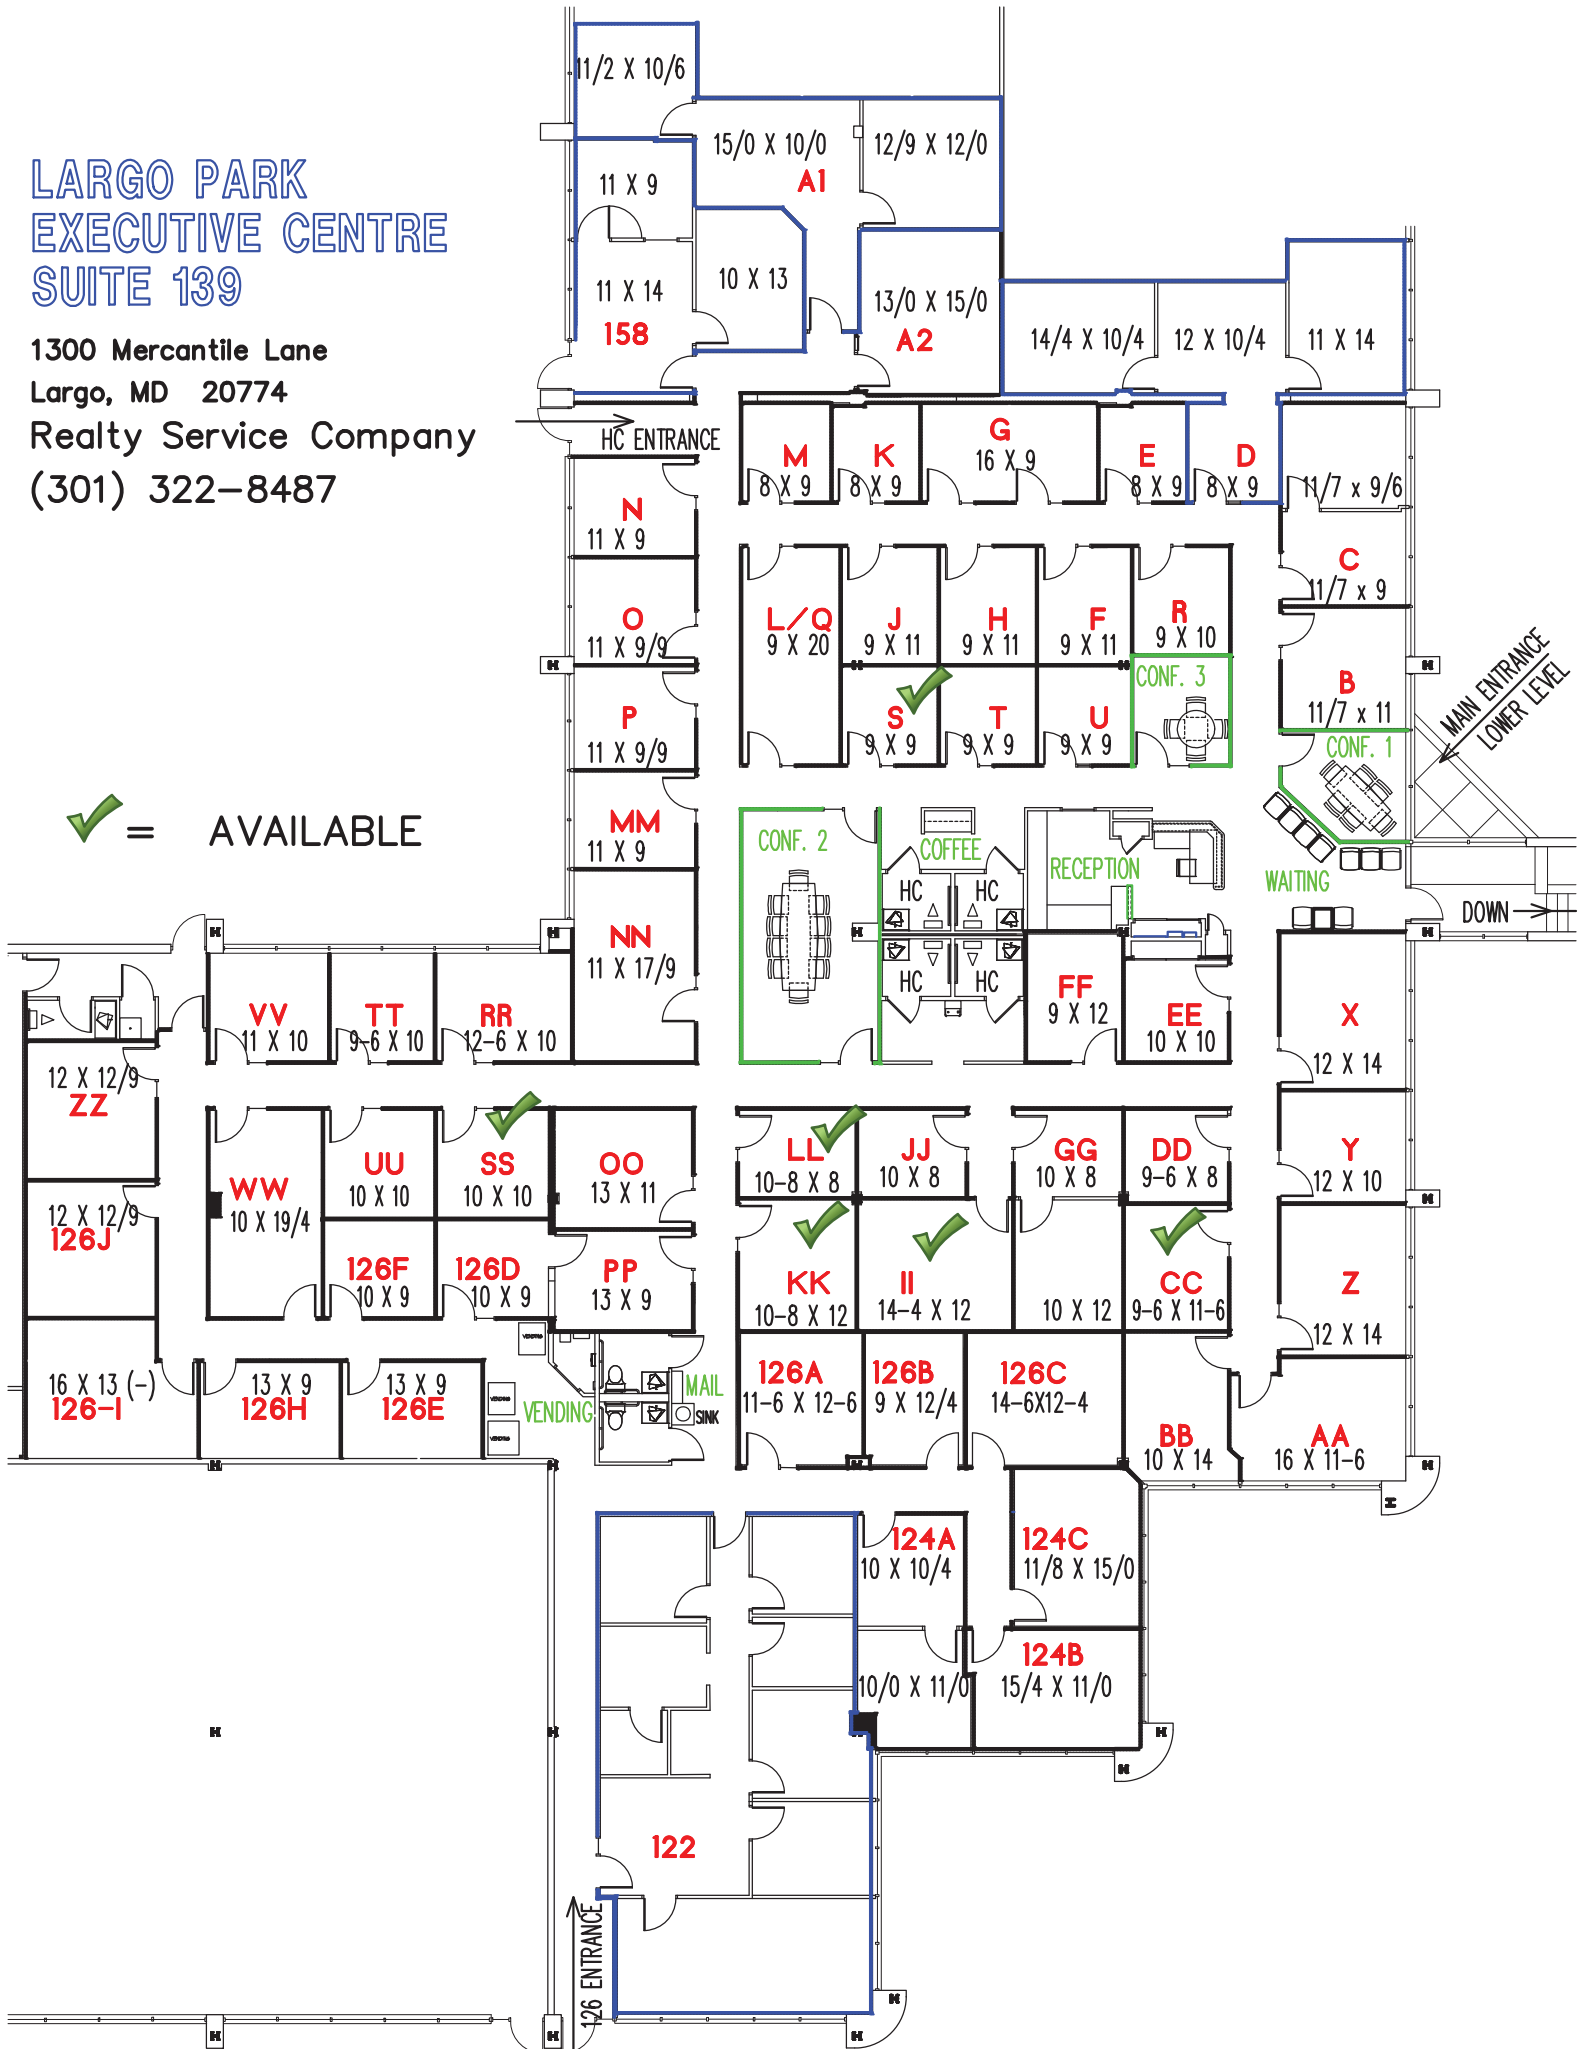 LARGO PARK
EXECUTIVE CENTRE
SUITE 139
1300 Mercantile Lane
Largo, MD 20774
Realty Service Company
(301) 322-8487
= AVAILABLE
11/2 X 10/6
15/0 X 10/0
A1
12/9 X 12/0
11 X 9
11 X 14
158
10 X 13
13/0 X 15/0
A2
14/4 X 10/4
12 X 10/4
11 X 14
HC ENTRANCE
M
8 X 9
K
8 X 9
G
16 X 9
E
8 X 9
D
8 X 9
11/7 x 9/6
N
11 X 9
C
11/7 x 9
O
11 X 9/9
L/Q
9 X 20
J
9 X 11
H
9 X 11
F
9 X 11
R
9 X 10
B
11/7 x 11
MAIN ENTRANCE
LOWER LEVEL
P
11 X 9/9
S
9 X 9
T
9 X 9
U
9 X 9
CONF. 3
CONF. 1
MM
11 X 9
CONF. 2
COFFEE
RECEPTION
WAITING
HC
HC
DOWN
NN
11 X 17/9
HC
HC
FF
9 X 12
EE
10 X 10
X
12 X 14
VV
11 X 10
TT
9-6 X 10
RR
12-6 X 10
12 X 12/9
ZZ
WW
10 X 19/4
UU
10 X 10
SS
10 X 10
OO
13 X 11
LL
10-8 X 8
JJ
10 X 8
GG
10 X 8
DD
9-6 X 8
Y
12 X 10
12 X 12/9
126J
126F
10 X 9
126D
10 X 9
PP
13 X 9
KK
10-8 X 12
II
14-4 X 12
10 X 12
CC
9-6 X 11-6
Z
12 X 14
VENDING
16 X 13 (-)
126-I
13 X 9
126H
13 X 9
126E
VENDING
VENDING
VENDING
MAIL
SINK
126A
11-6 X 12-6
126B
9 X 12/4
126C
14-6X12-4
BB
10 X 14
AA
16 X 11-6
124A
10 X 10/4
124C
11/8 X 15/0
10/0 X 11/0
124B
15/4 X 11/0
122
126 ENTRANCE